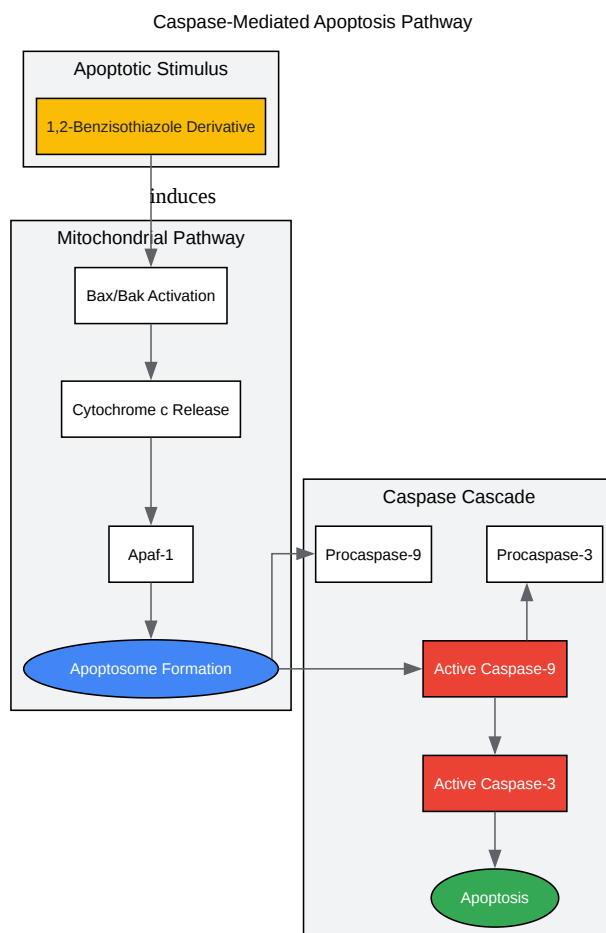 Caspase-Mediated Apoptosis Pathway
Apoptotic Stimulus
1,2-Benzisothiazole Derivative
induces
Mitochondrial Pathway
Bax/Bak Activation
Cytochrome c Release
Apaf-1
Apoptosome Formation
Caspase Cascade
Procaspase-9
Procaspase-3
Active Caspase-9
Active Caspase-3
Apoptosis